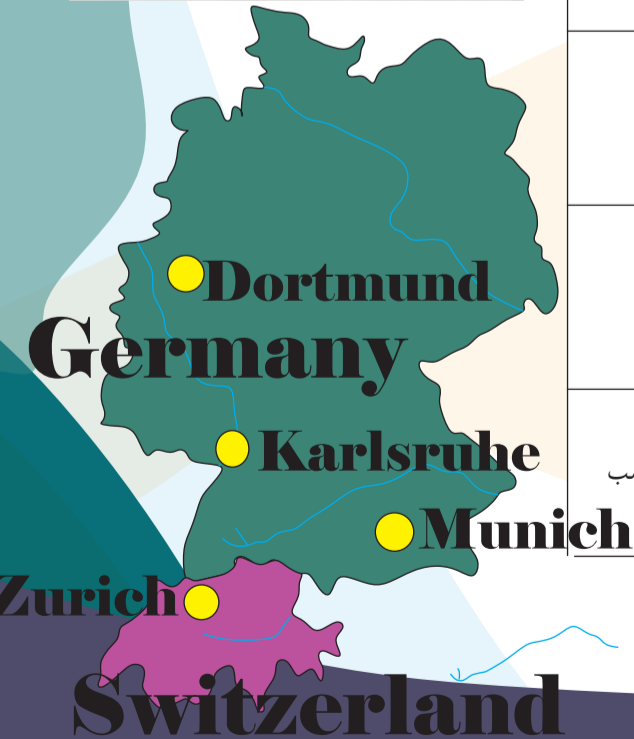 Dortmund
Germany
Karlsruhe
Munich
Zurich
Switzerland